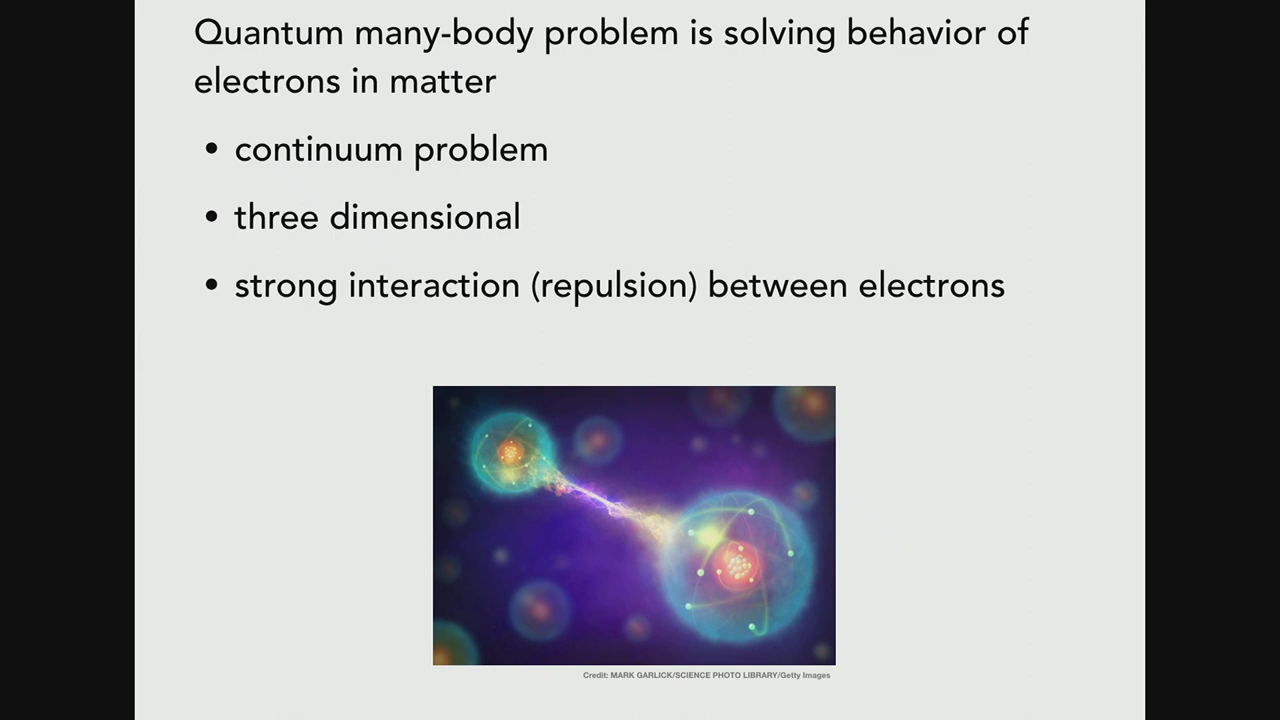 Quantum many-body problem is solving behavior of
electrons in matter
• continuum problem
• three dimensional
• strong interaction (repulsion) between electrons
Credit: MARK GARLICK/SCIENCE PHOTO LIBRARY/Getty Images